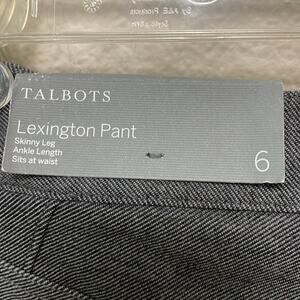 TALBOTS
Lexington Pant
Skinny Leg
Ankle Length
Sits at waist
6